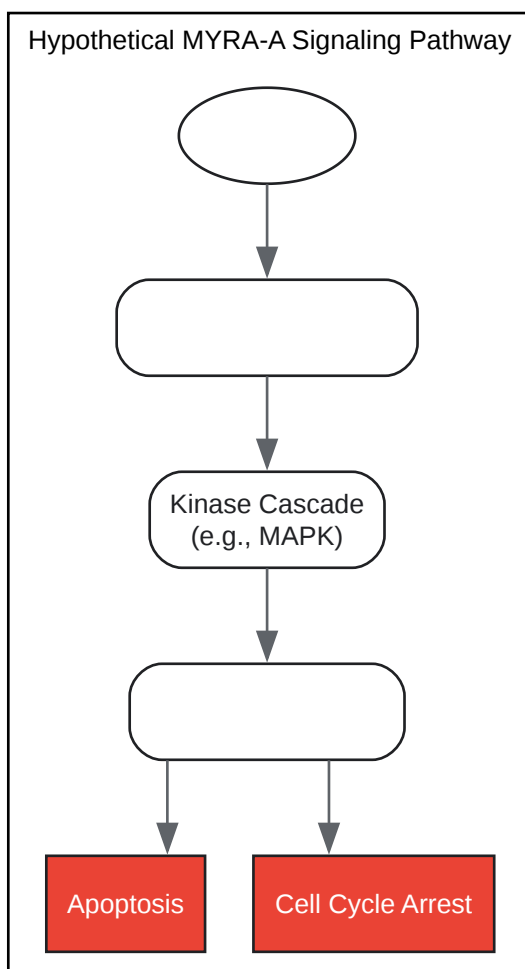 Hypothetical MYRA-A Signaling Pathway
Kinase Cascade
(e.g., MAPK)
Apoptosis
Cell Cycle Arrest